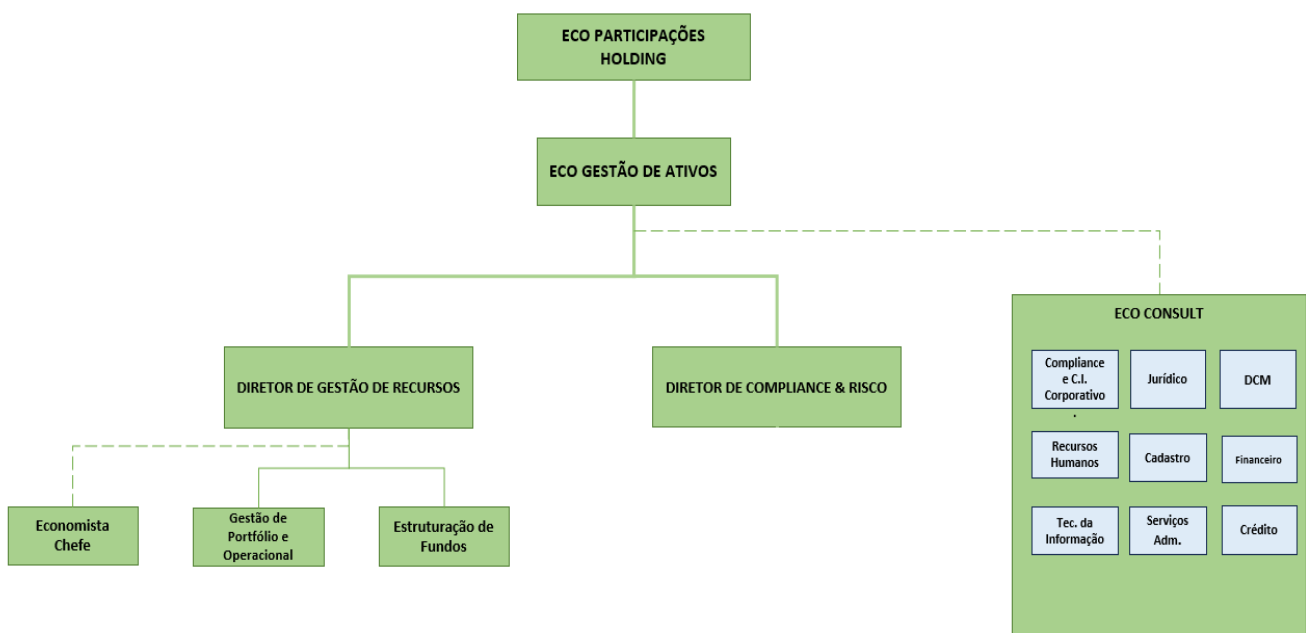 ECO PARTICIPAÇÕES
HOLDING
ECO GESTÃO DE ATIVOS
DIRETOR DE GESTÃO DE RECURSOS
DIRETOR DE COMPLIANCE & RISCO
Economista
Chefe
Gestão de
Portfólio e
Operacional
Estruturação de
Fundos
ECO CONSULT
Compliance
e C.I.
Corporativo
.
Jurídico
DCM
Recursos
Humanos
Cadastro
Financeiro
Tec. da
Informação
Serviços
Adm.
Crédito